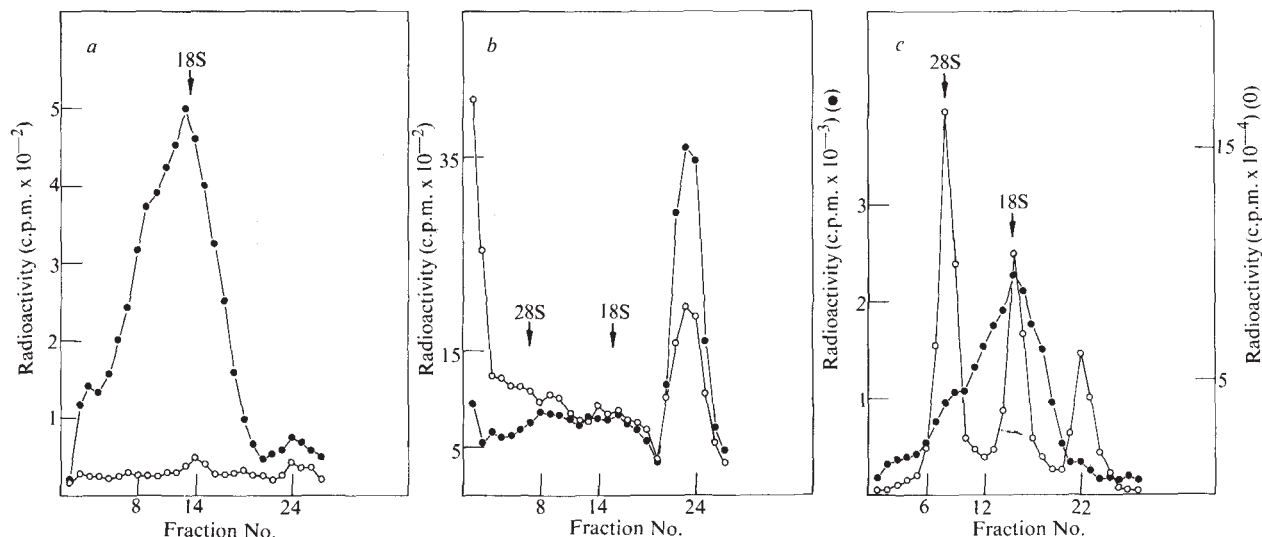 a
18S
5
4
3
2
1
8
14
24
Fraction No.
Radioactivity (c.p.m. x 10−2)
b
35
28S
18S
15
5
8
14
24
Fraction No.
Radioactivity (c.p.m. x 10−2)
c
28S
18S
3
2
1
15
5
6
12
22
Fraction No.
Radioactivity (c.p.m. x 10−3) (●)
Radioactivity (c.p.m. x 10−4) (0)